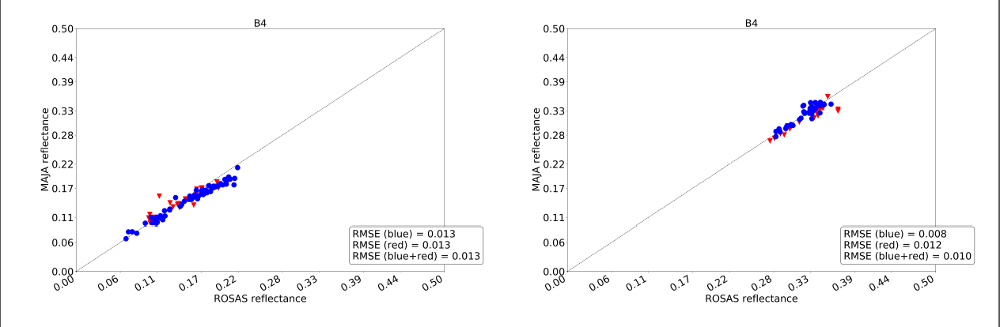 B4
0.50
0.44
0.39
0.33
0.28
0.22
0.17
0.11
0.06
0.00
MAJA reflectance
RMSE (blue) = 0.013
RMSE (red) = 0.013
RMSE (blue+red) = 0.013
0.00 0.06 0.11 0.17 0.22 0.28 0.33 0.39 0.44 0.50
ROSAS reflectance
B4
0.50
0.44
0.39
0.33
0.28
0.22
0.17
0.11
0.06
0.00
MAJA reflectance
RMSE (blue) = 0.008
RMSE (red) = 0.012
RMSE (blue+red) = 0.010
0.00 0.06 0.11 0.17 0.22 0.28 0.33 0.39 0.44 0.50
ROSAS reflectance